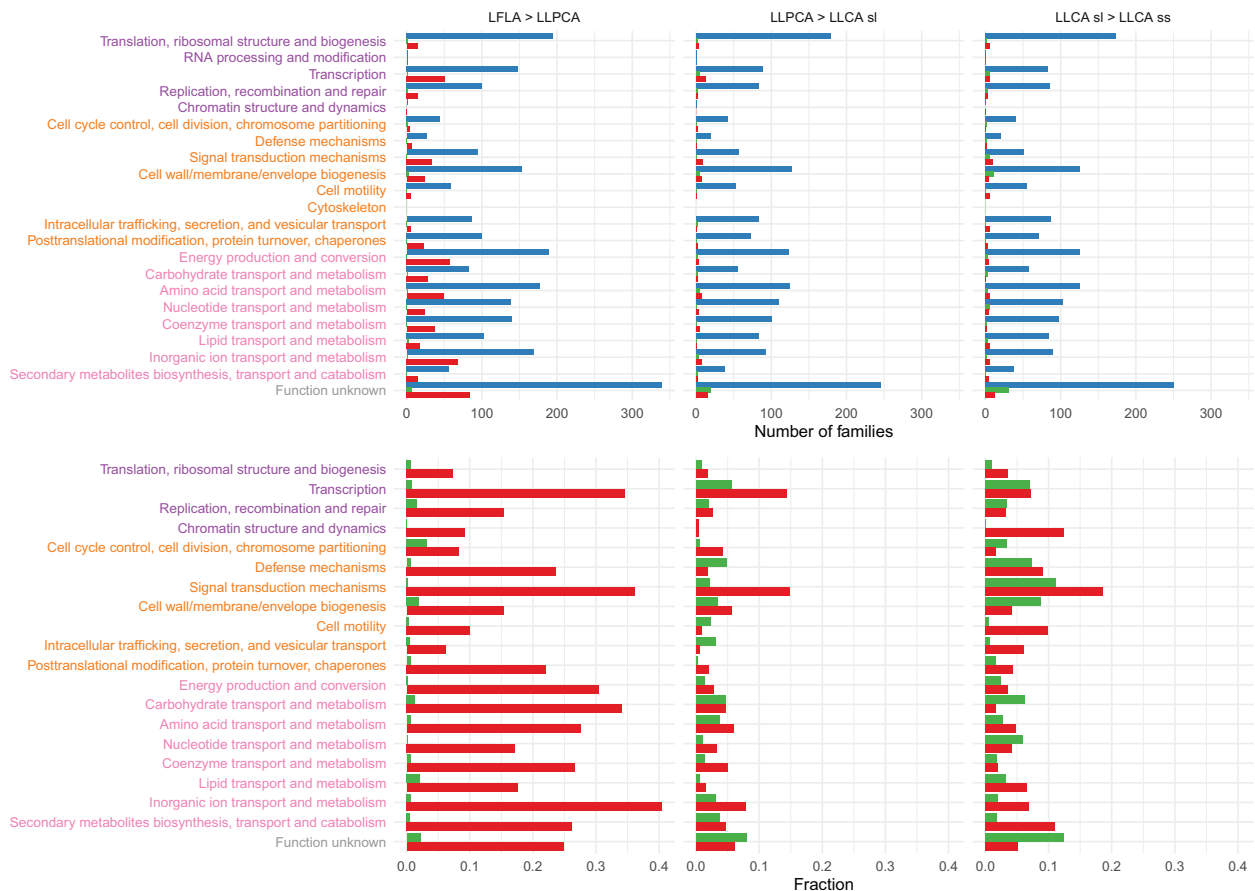 LFLA > LLPCA
LLPCA > LLCA sl
LLCA sl > LLCA ss
Translation, ribosomal structure and biogenesis
RNA processing and modification
Transcription
Replication, recombination and repair
Chromatin structure and dynamics
Cell cycle control, cell division, chromosome partitioning
Defense mechanisms
Signal transduction mechanisms
Cell wall/membrane/envelope biogenesis
Cell motility
Cytoskeleton
Intracellular trafficking, secretion, and vesicular transport
Posttranslational modification, protein turnover, chaperones
Energy production and conversion
Carbohydrate transport and metabolism
Amino acid transport and metabolism
Nucleotide transport and metabolism
Coenzyme transport and metabolism
Lipid transport and metabolism
Inorganic ion transport and metabolism
Secondary metabolites biosynthesis, transport and catabolism
Function unknown
0 100 200 300
0 100 200 300
0 100 200 300
Number of families
Translation, ribosomal structure and biogenesis
Transcription
Replication, recombination and repair
Chromatin structure and dynamics
Cell cycle control, cell division, chromosome partitioning
Defense mechanisms
Signal transduction mechanisms
Cell wall/membrane/envelope biogenesis
Cell motility
Intracellular trafficking, secretion, and vesicular transport
Posttranslational modification, protein turnover, chaperones
Energy production and conversion
Carbohydrate transport and metabolism
Amino acid transport and metabolism
Nucleotide transport and metabolism
Coenzyme transport and metabolism
Lipid transport and metabolism
Inorganic ion transport and metabolism
Secondary metabolites biosynthesis, transport and catabolism
Function unknown
0.0 0.1 0.2 0.3 0.4
0.0 0.1 0.2 0.3 0.4
0.0 0.1 0.2 0.3 0.4
Fraction